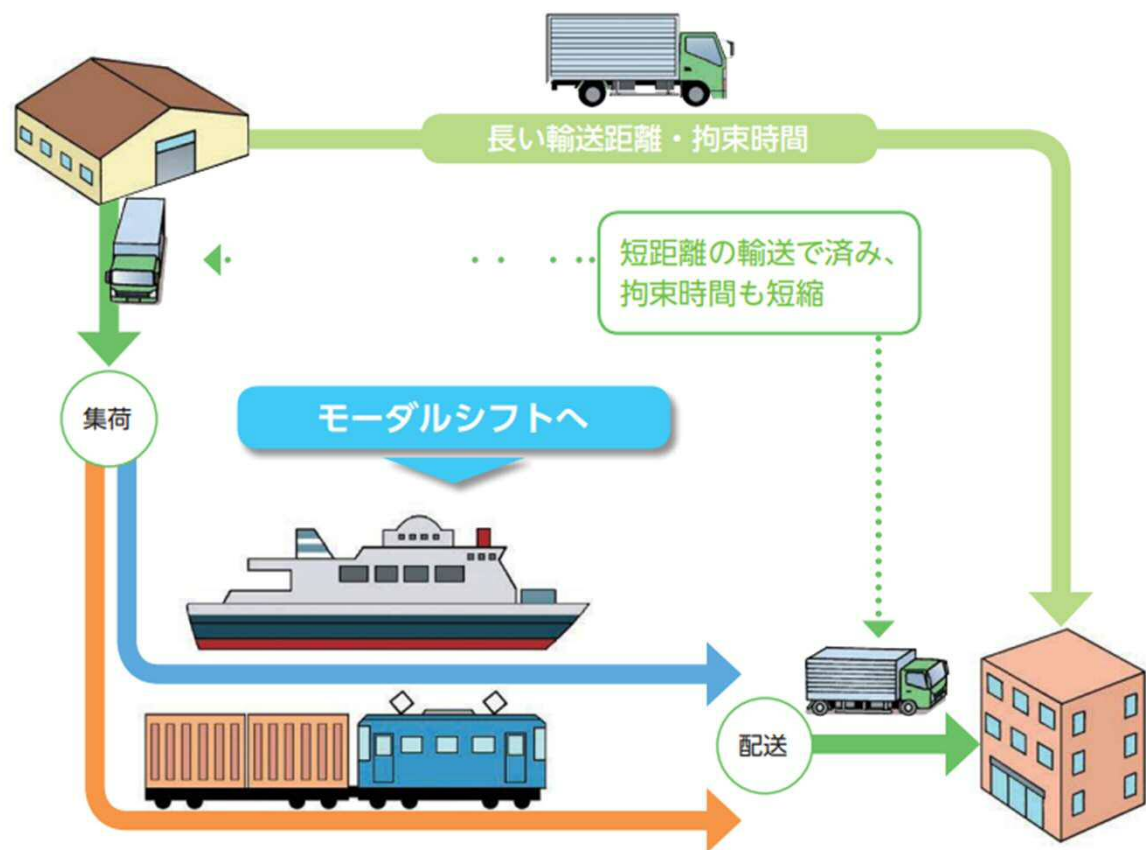 長い輸送距離・拘束時間
短距離の輸送で済み、
拘束時間も短縮
集荷
モーダルシフトへ
配送